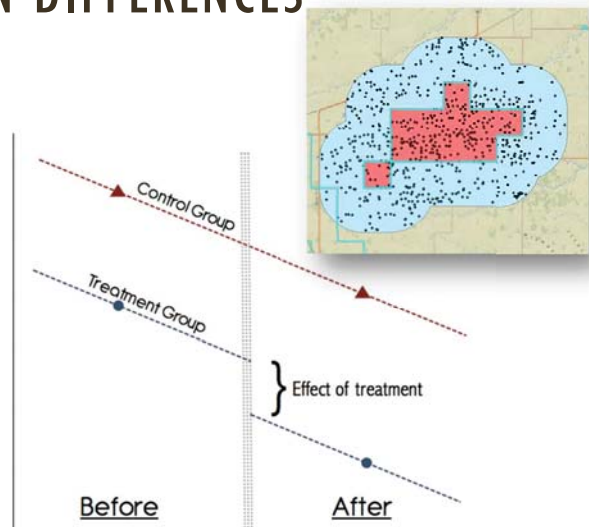 N DIFFERENCES
Control Group
Treatment Group
Effect of treatment
Before
After